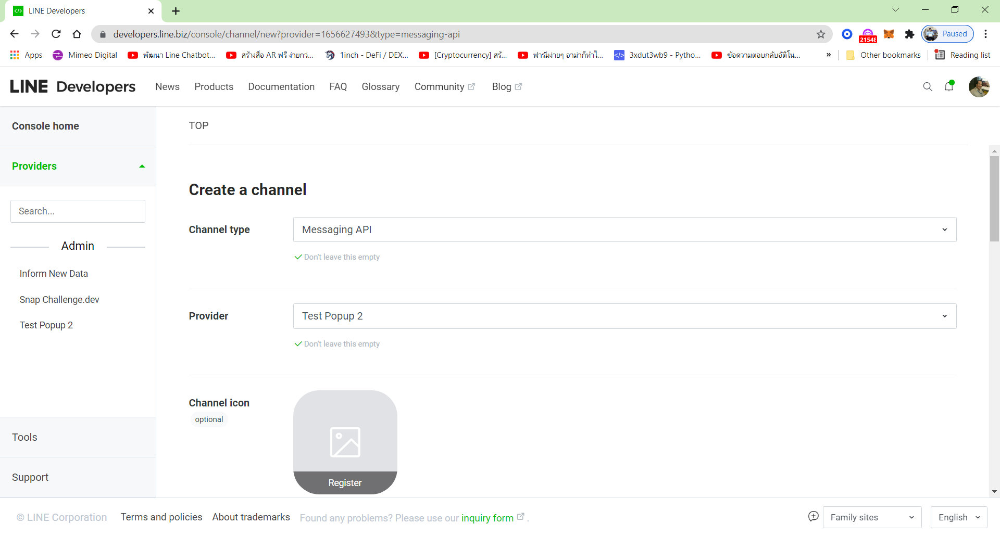 LINE Developers
developers.line.biz/console/channel/new?provider=1656627493&type=messaging-api
21548
Paused
Apps
Mimeo Digital
พัฒนา Line Chatbot...
สร้างสื่อ AR ฟรี ง่ายกว่...
1inch - DeFi / DEX...
[Cryptocurrency] สรั...
ฟาร์มง่ายๆ อาม่าก็ทำไ...
3xdut3wb9 - Pytho...
ข้อความตอบกลับอัติโน...
»
Other bookmarks
Reading list
LINE Developers
News
Products
Documentation
FAQ
Glossary
Community
Blog
Console home
Providers
Search...
Admin
Inform New Data
Snap Challenge.dev
Test Popup 2
Tools
Support
TOP
Create a channel
Channel type
Messaging API
Don't leave this empty
Provider
Test Popup 2
Don't leave this empty
Channel icon
optional
Register
© LINE Corporation
Terms and policies
About trademarks
Found any problems? Please use our inquiry form .
Family sites
English